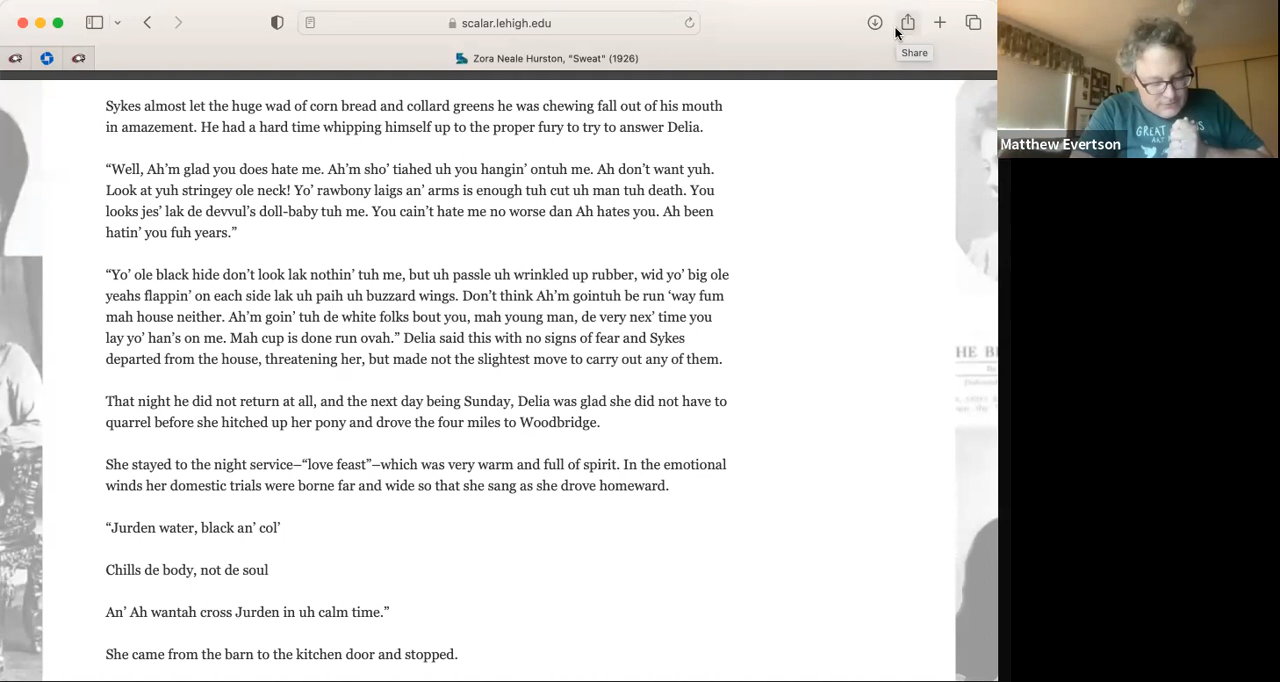 scalar.lehigh.edu
Share
Zora Neale Hurston, "Sweat" (1926)
Sykes almost let the huge wad of corn bread and collard greens he was chewing fall out of his mouth
in amazement. He had a hard time whipping himself up to the proper fury to try to answer Delia.
“Well, Ah’m glad you does hate me. Ah’m sho’ tiahed uh you hangin’ ontuh me. Ah don’t want yuh.
Look at yuh stringey ole neck! Yo’ rawbony laigs an’ arms is enough tuh cut uh man tuh death. You
looks jes’ lak de devvul’s doll-baby tuh me. You cain’t hate me no worse dan Ah hates you. Ah been
hatin’ you fuh years.”
“Yo’ ole black hide don’t look lak nothin’ tuh me, but uh passle uh wrinkled up rubber, wid yo’ big ole
yeahs flappin’ on each side lak uh paih uh buzzard wings. Don’t think Ah’m gointuh be run ‘way fum
mah house neither. Ah’m goin’ tuh de white folks bout you, mah young man, de very nex’ time you
lay yo’ han’s on me. Mah cup is done run ovah.” Delia said this with no signs of fear and Sykes
departed from the house, threatening her, but made not the slightest move to carry out any of them.
That night he did not return at all, and the next day being Sunday, Delia was glad she did not have to
quarrel before she hitched up her pony and drove the four miles to Woodbridge.
She stayed to the night service–“love feast”–which was very warm and full of spirit. In the emotional
winds her domestic trials were borne far and wide so that she sang as she drove homeward.
“Jurden water, black an’ col’
Chills de body, not de soul
An’ Ah wantah cross Jurden in uh calm time.”
She came from the barn to the kitchen door and stopped.
HE B
GREAT
Matthew Evertson